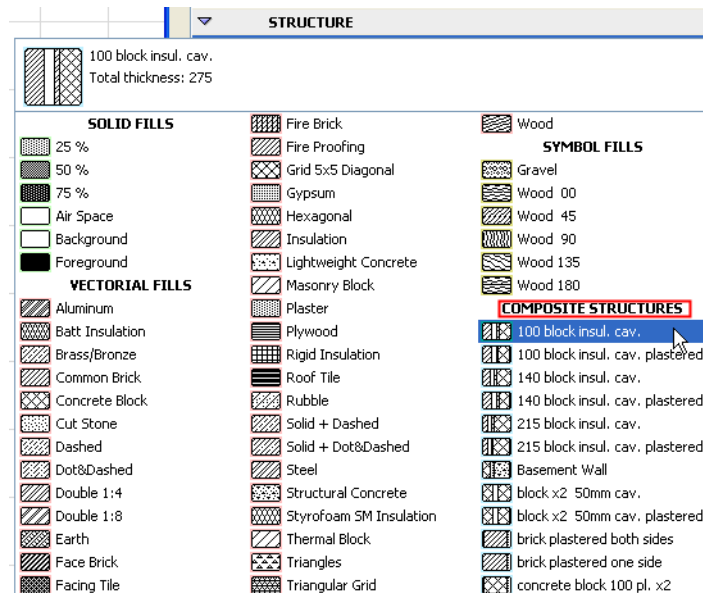 STRUCTURE
100 block insul. cav.
Total thickness: 275
SOLID FILLS
25 %
50 %
75 %
Air Space
Background
Foreground
VECTORIAL FILLS
Aluminum
Batt Insulation
Brass/Bronze
Common Brick
Concrete Block
Cut Stone
Dashed
Dot&Dashed
Double 1:4
Double 1:8
Earth
Face Brick
Facing Tile
Fire Brick
Fire Proofing
Grid 5x5 Diagonal
Gypsum
Hexagonal
Insulation
Lightweight Concrete
Masonry Block
Plaster
Plywood
Rigid Insulation
Roof Tile
Rubble
Solid + Dashed
Solid + Dot&Dashed
Steel
Structural Concrete
Styrofoam SM Insulation
Thermal Block
Triangles
Triangular Grid
Wood
SYMBOL FILLS
Gravel
Wood 00
Wood 45
Wood 90
Wood 135
Wood 180
COMPOSITE STRUCTURES
100 block insul. cav.
100 block insul. cav. plastered
140 block insul. cav.
140 block insul. cav. plastered
215 block insul. cav.
215 block insul. cav. plastered
Basement Wall
block x2 50mm cav.
block x2 50mm cav. plastered
brick plastered both sides
brick plastered one side
concrete block 100 pl. x2